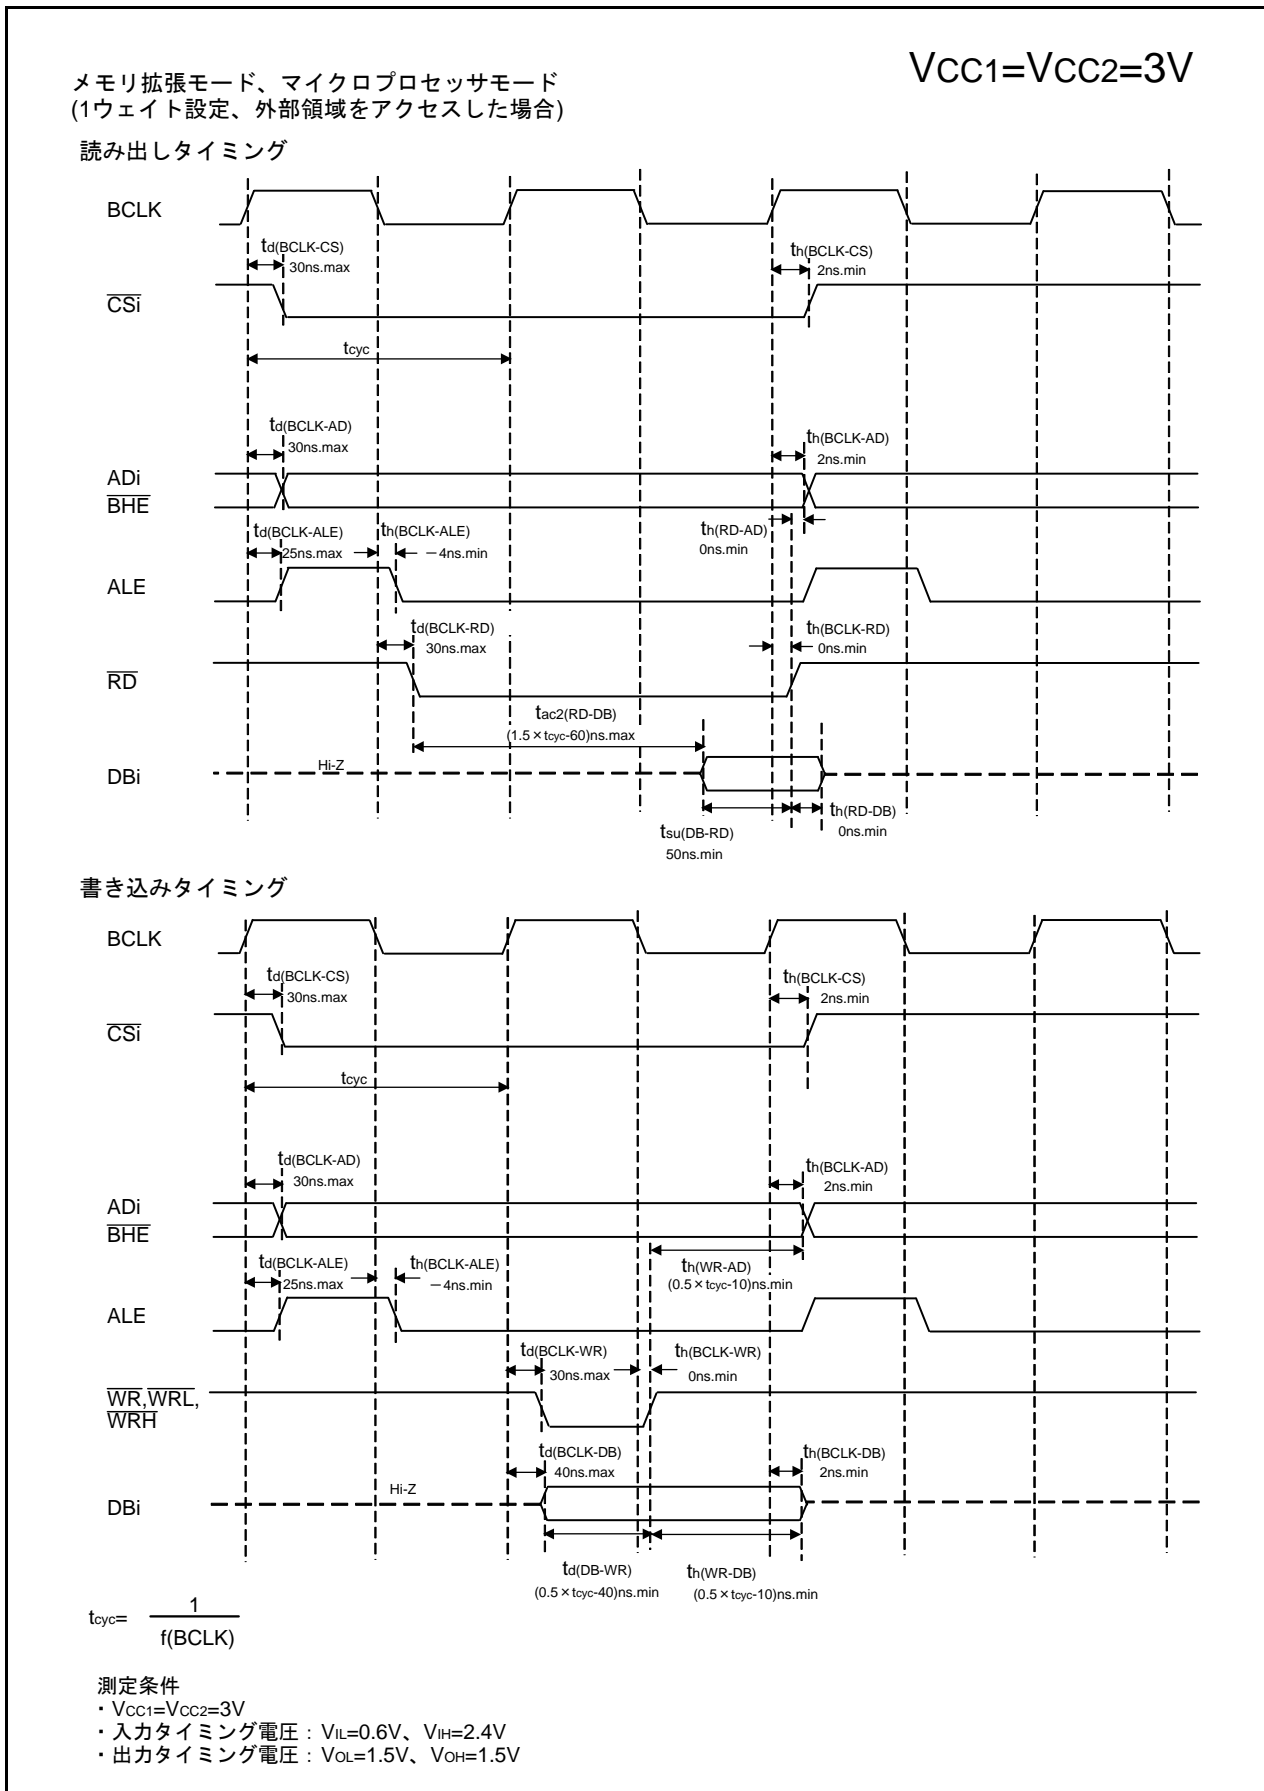 VCC1=VCC2=3V
メモリ拡張モード、マイクロプロセッサモード
(1ウェイト設定、外部領域をアクセスした場合)
読み出しタイミング
BCLK
td(BCLK-CS)
30ns.max
th(BCLK-CS)
2ns.min
CSi
tcyc
td(BCLK-AD)
30ns.max
th(BCLK-AD)
2ns.min
ADi
BHE
td(BCLK-ALE)
25ns.max
th(BCLK-ALE)
－4ns.min
th(RD-AD)
0ns.min
ALE
td(BCLK-RD)
30ns.max
th(BCLK-RD)
0ns.min
RD
tac2(RD-DB)
(1.5×tcyc-60)ns.max
Hi-Z
DBi
tsu(DB-RD)
50ns.min
th(RD-DB)
0ns.min
書き込みタイミング
BCLK
td(BCLK-CS)
30ns.max
th(BCLK-CS)
2ns.min
CSi
tcyc
td(BCLK-AD)
30ns.max
th(BCLK-AD)
2ns.min
ADi
BHE
td(BCLK-ALE)
25ns.max
th(BCLK-ALE)
－4ns.min
th(WR-AD)
(0.5×tcyc-10)ns.min
ALE
td(BCLK-WR)
30ns.max
th(BCLK-WR)
0ns.min
WR,WRL,
WRH
td(BCLK-DB)
40ns.max
th(BCLK-DB)
2ns.min
Hi-Z
DBi
td(DB-WR)
(0.5×tcyc-40)ns.min
th(WR-DB)
(0.5×tcyc-10)ns.min
tcyc=
1
f(BCLK)
測定条件
・VCC1=VCC2=3V
・入力タイミング電圧：VIL=0.6V、VIH=2.4V
・出力タイミング電圧：VOL=1.5V、VOH=1.5V